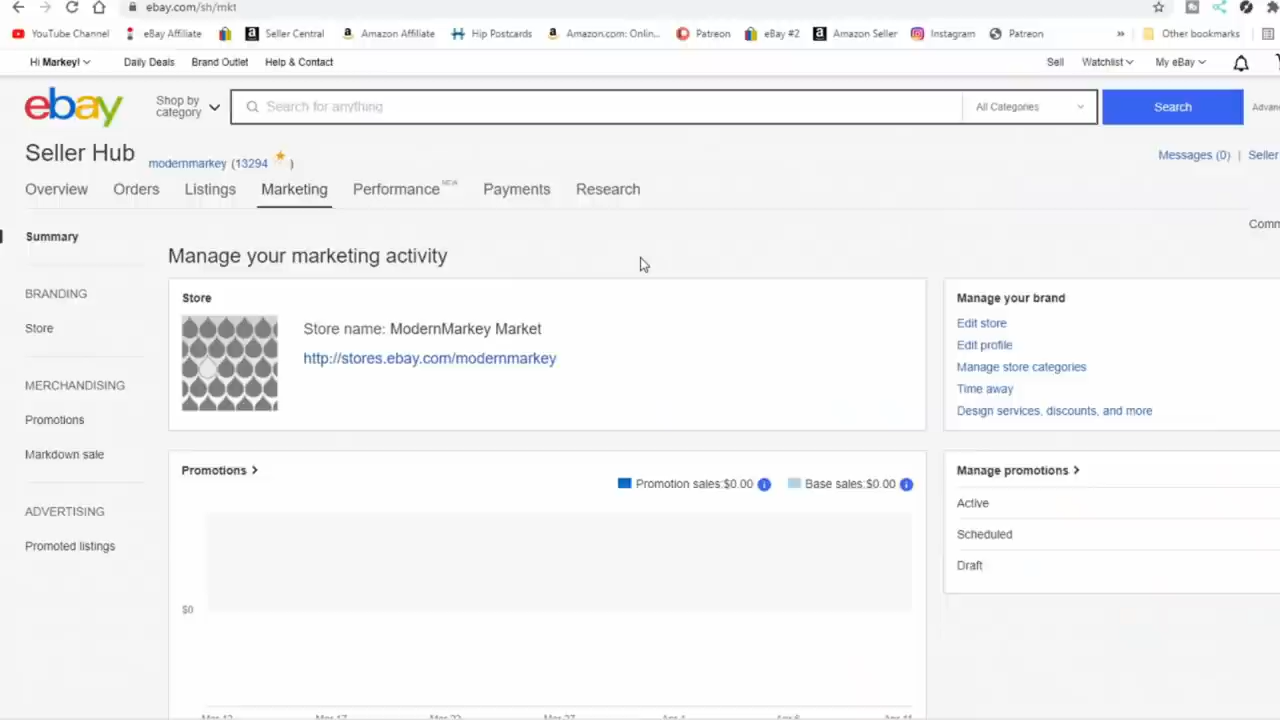 ebay.com/sh/mkt
YouTube Channel eBay Affiliate Seller Central Amazon Affiliate Hip Postcards Amazon.com: Onlin... Patreon eBay #2 Amazon Seller Instagram Patreon » Other bookmarks
Hi Markey! Daily Deals Brand Outlet Help & Contact Sell Watchlist My eBay
ebay Shop by category Search for anything All Categories Search
Seller Hub modernmarkey (13294 ) Messages (0) | Seller
Overview Orders Listings Marketing Performance NEW Payments Research
Summary
Manage your marketing activity
BRANDING
Store
MERCHANDISING
Promotions
Markdown sale
ADVERTISING
Promoted listings
Store
Store name: ModernMarkey Market
http://stores.ebay.com/modernmarkey
Manage your brand
Edit store
Edit profile
Manage store categories
Time away
Design services, discounts, and more
Promotions >
Promotion sales:$0.00 Base sales:$0.00
$0
Manage promotions >
Active
Scheduled
Draft